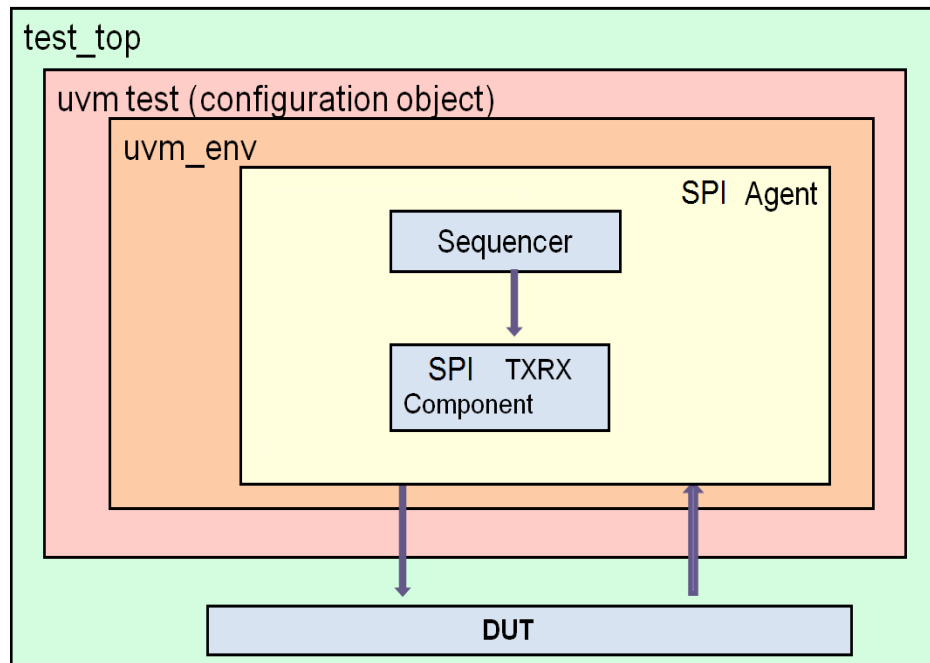 test_top
uvm test (configuration object)
uvm_env
SPI Agent
Sequencer
SPI TXRX
Component
DUT